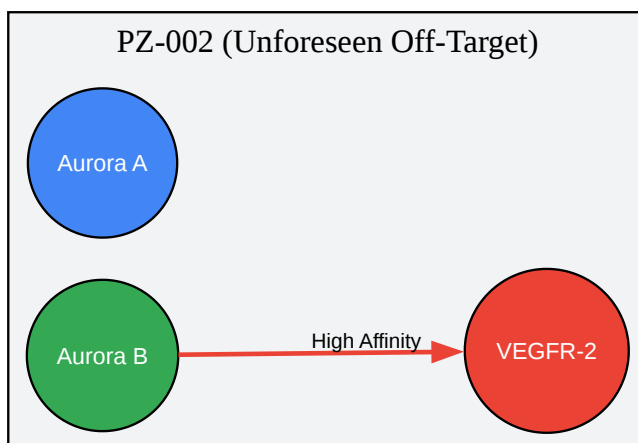 PZ-002 (Unforeseen Off-Target)
Aurora A
Aurora B
High Affinity
VEGFR-2